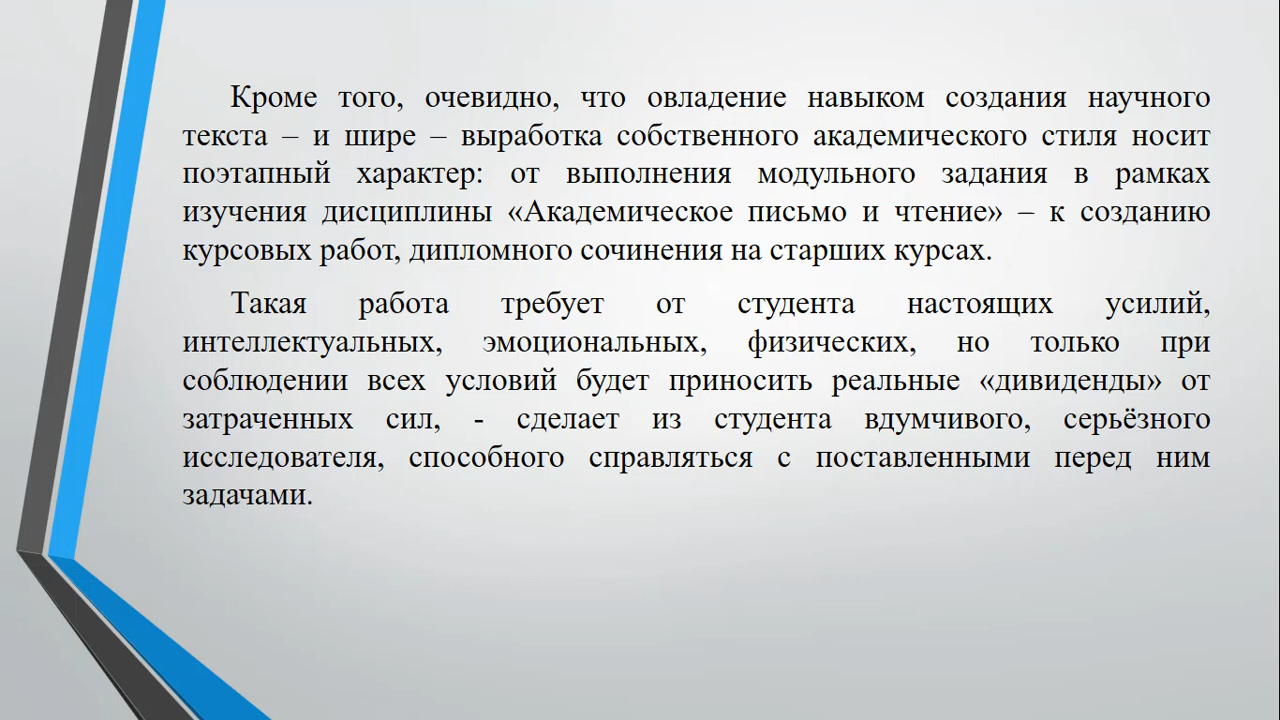 Кроме того, очевидно, что овладение навыком создания научного
текста – и шире – выработка собственного академического стиля носит
поэтапный характер: от выполнения модульного задания в рамках
изучения дисциплины «Академическое письмо и чтение» – к созданию
курсовых работ, дипломного сочинения на старших курсах.
Такая работа требует от студента настоящих усилий,
интеллектуальных, эмоциональных, физических, но только при
соблюдении всех условий будет приносить реальные «дивиденды» от
затраченных сил, - сделает из студента вдумчивого, серьёзного
исследователя, способного справляться с поставленными перед ним
задачами.